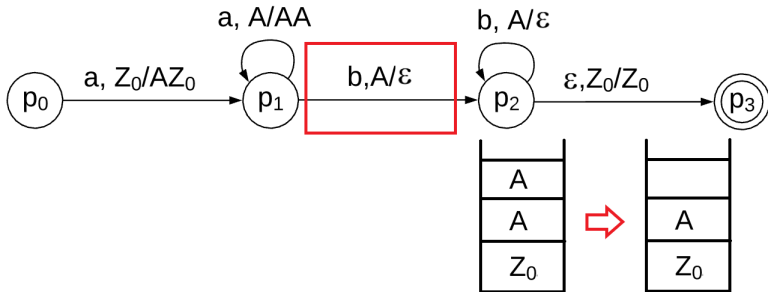 a, A/AA
b, A/ε
a, Z₀/AZ₀
b,A/ε
ε,Z₀/Z₀
p₀
p₁
p₂
p₃
A
A
A
Z₀
Z₀